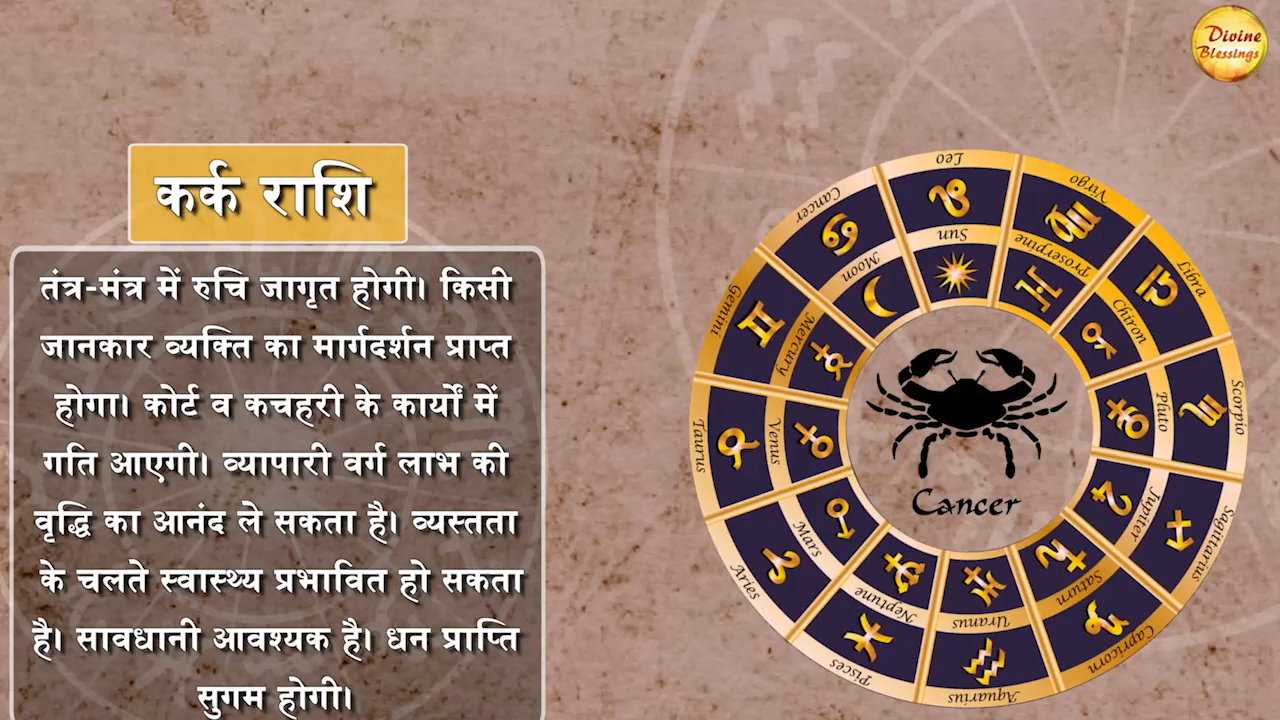 Divine
Blessings
कर्क राशि
तंत्र-मंत्र में रुचि जागृत होगी। किसी
जानकार व्यक्ति का मार्गदर्शन प्राप्त
होगा। कोर्ट व कचहरी के कार्यों में
गति आएगी। व्यापारी वर्ग लाभ की
वृद्धि का आनंद ले सकता है। व्यस्तता
के चलते स्वास्थ्य प्रभावित हो सकता
है। सावधानी आवश्यक है। धन प्राप्ति
सुगम होगी।
Leo
Virgo
Libra
Scorpio
Sagittarius
Capricorn
Aquarius
Pisces
Aries
Taurus
Gemini
Cancer
Sun
Proserpine
Chiron
Pluto
Jupiter
Saturn
Uranus
Neptune
Mars
Venus
Mercury
Moon
Cancer